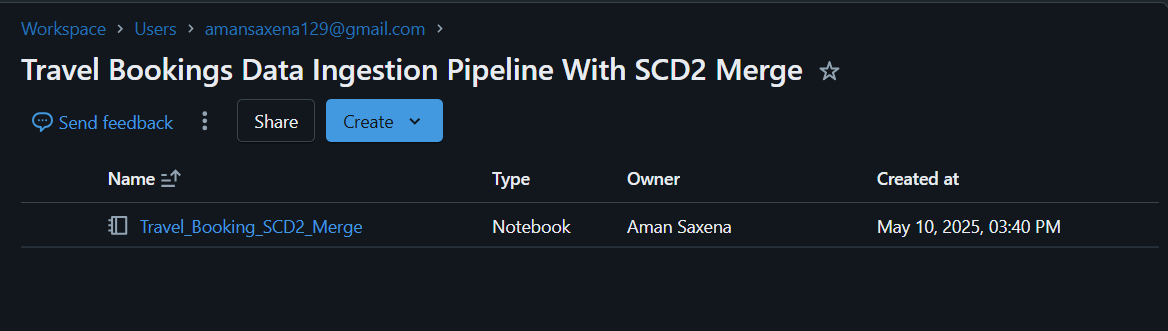 Workspace > Users > amansaxena129@gmail.com >
Travel Bookings Data Ingestion Pipeline With SCD2 Merge
Send feedback Share Create
Name Type Owner Created at
Travel_Booking_SCD2_Merge Notebook Aman Saxena May 10, 2025, 03:40 PM